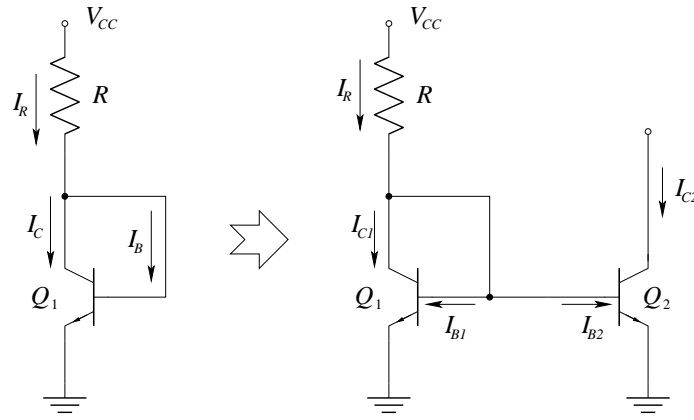 V_CC
I_R
R
I_C
I_B
Q_1
V_CC
I_R
R
I_C1
I_C2
Q_1
I_B1
I_B2
Q_2